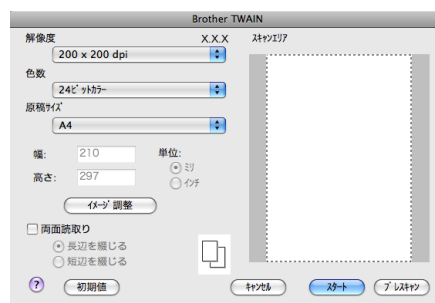 Brother TWAIN
解像度 X.X.X
200 x 200 dpi
色数
24ﾋﾞｯﾄｶﾗｰ
原稿ｻｲｽﾞ
A4
幅: 210 単位:
ﾐﾘ
高さ: 297
ｲﾝﾁ
ｲﾒｰｼﾞ調整
両面読取り
長辺を綴じる
短辺を綴じる
ｽｷｬﾝｴﾘｱ
? 初期値 ｷｬﾝｾﾙ ｽﾀｰﾄ ﾌﾟﾚｽｷｬﾝ